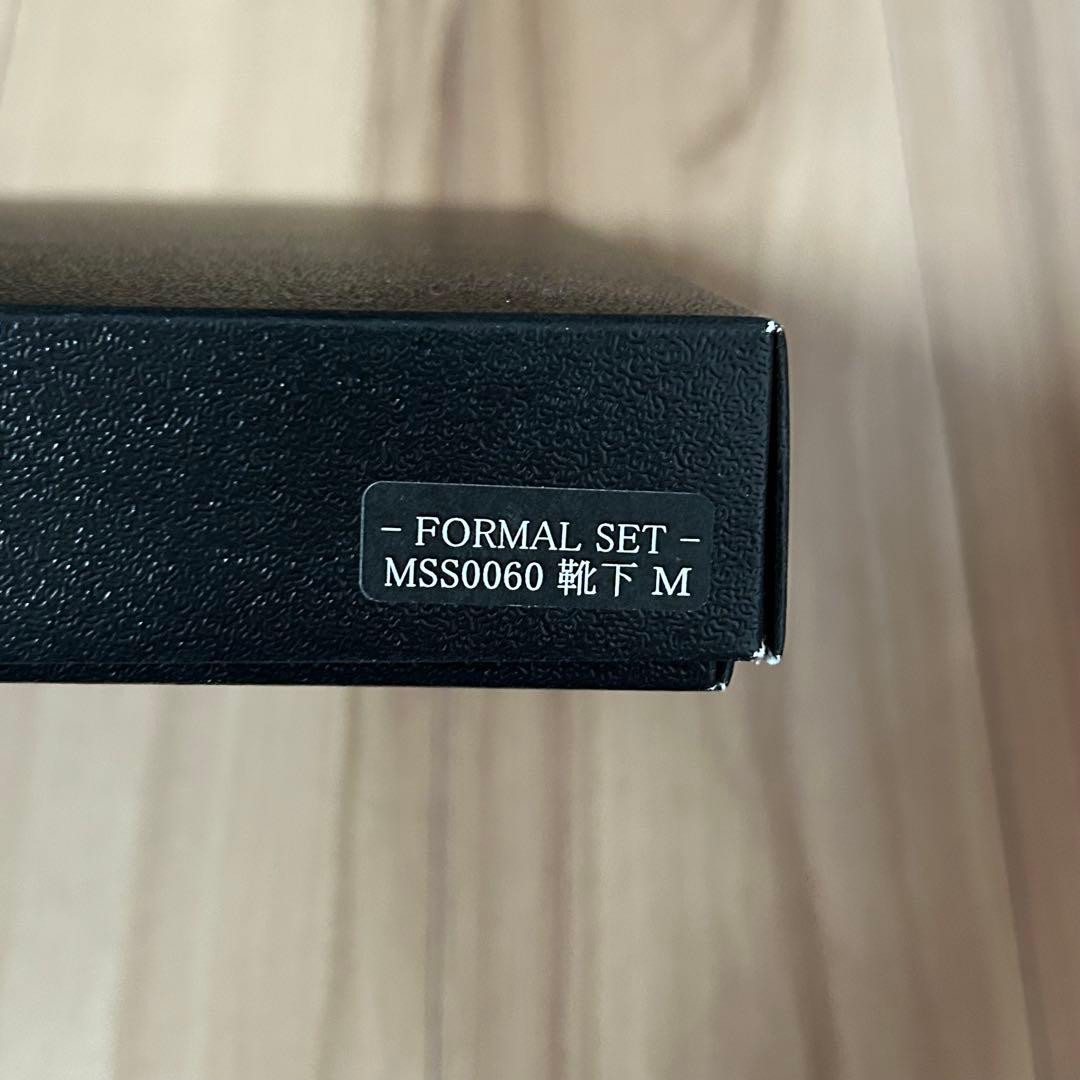 – FORMAL SET –
MSS0060 靴下 M